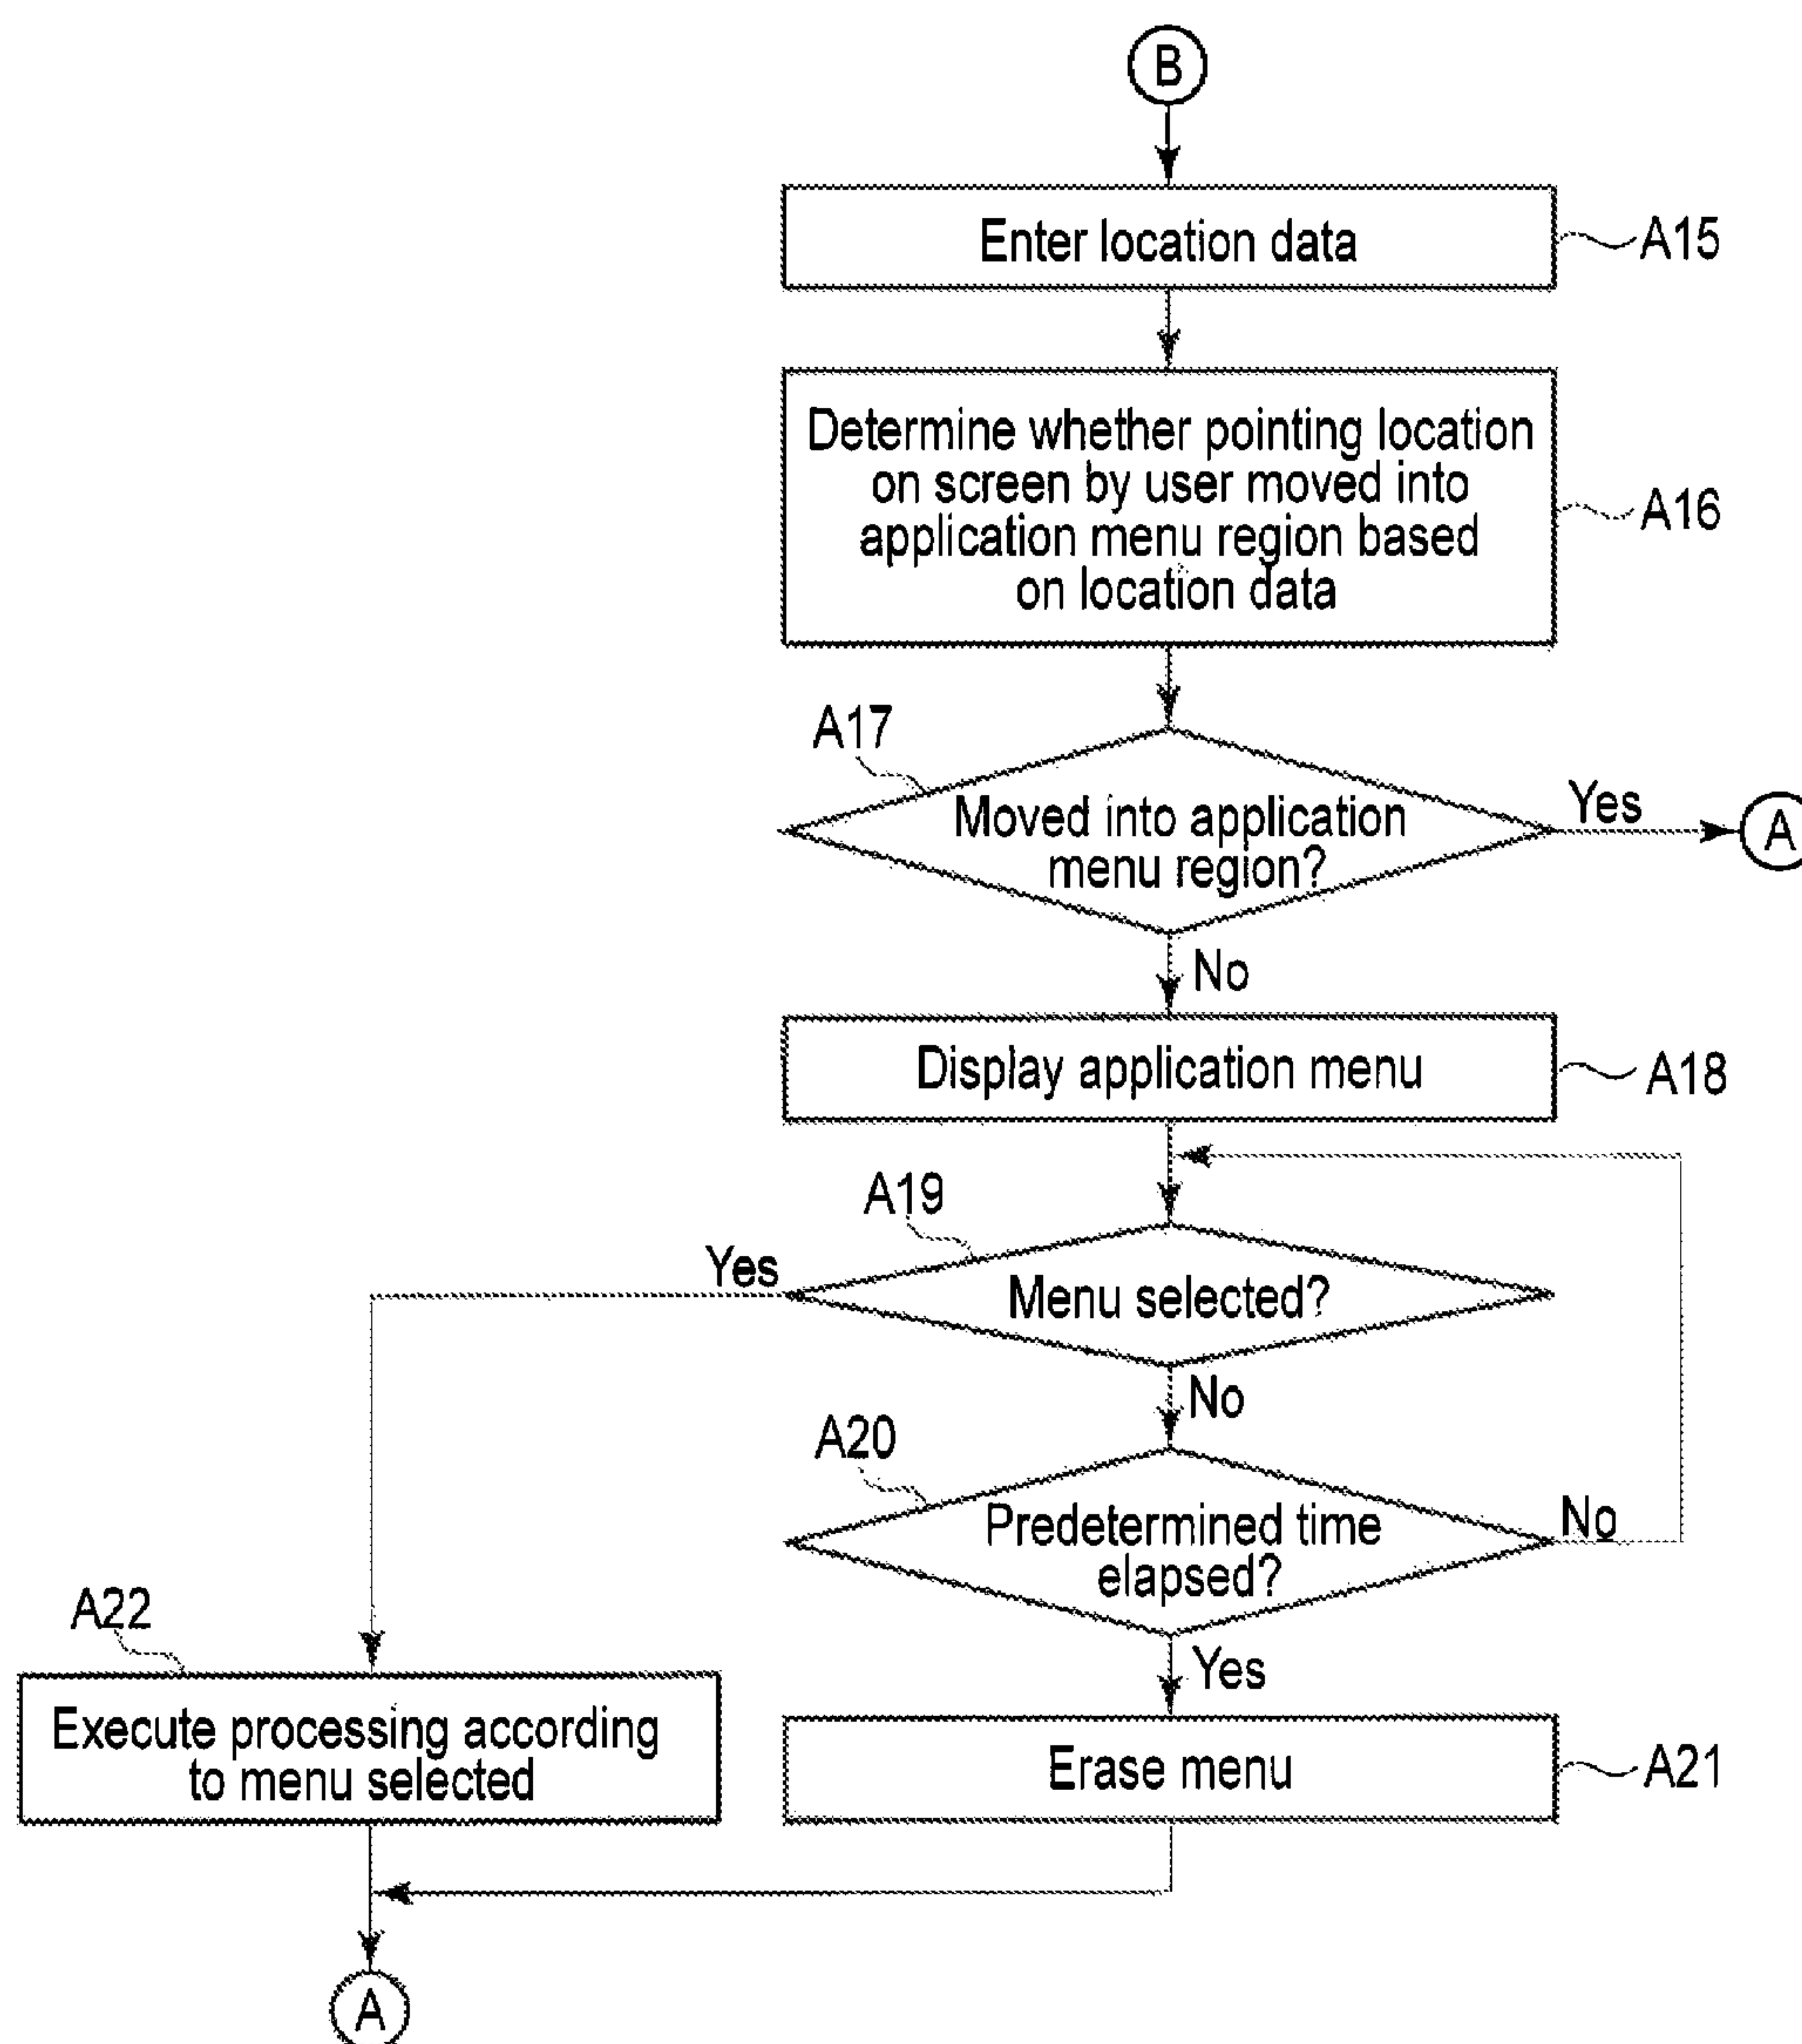 B
Enter location data
A15
Determine whether pointing location
on screen by user moved into
application menu region based
on location data
A16
A17
Moved into application
menu region?
Yes
A
No
Display application menu
A18
A19
Yes
Menu selected?
No
A20
Predetermined time
elapsed?
No
A22
Yes
Execute processing according
to menu selected
Erase menu
A21
A